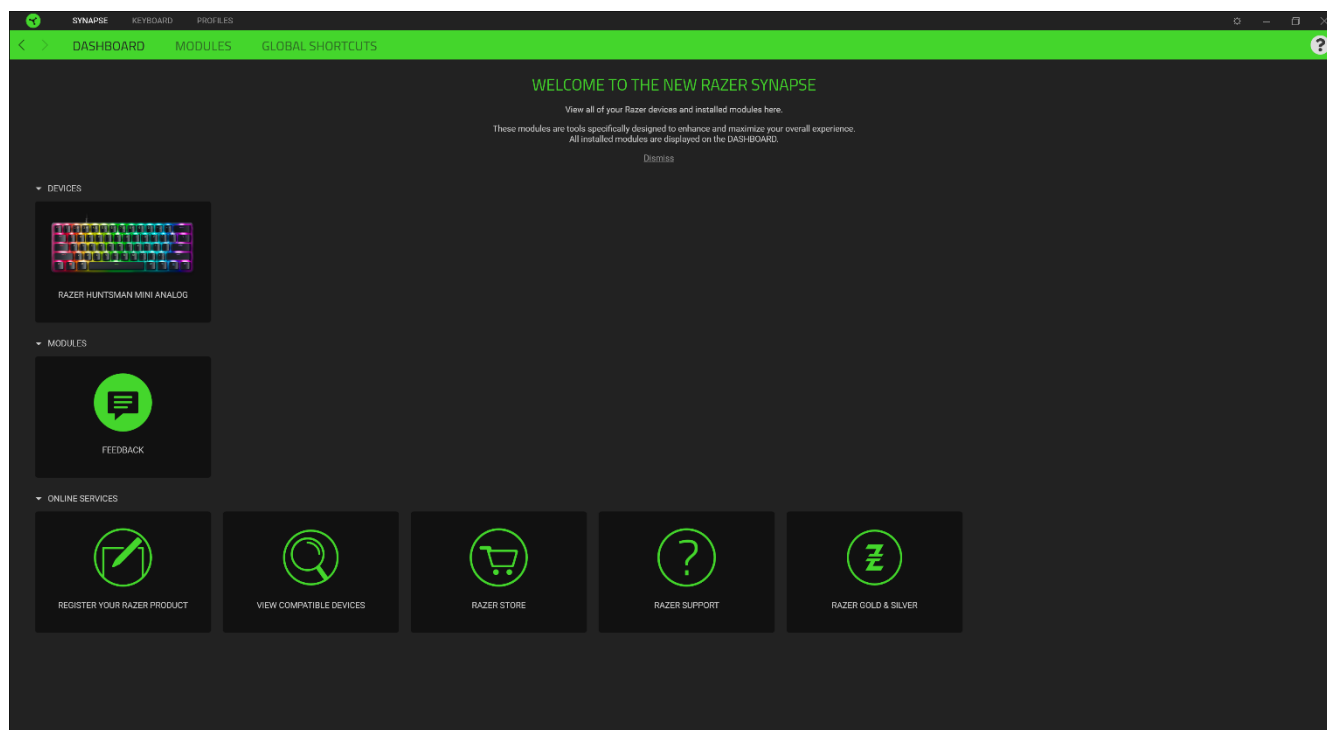 SYNAPSE KEYBOARD PROFILES
DASHBOARD MODULES GLOBAL SHORTCUTS
?
WELCOME TO THE NEW RAZER SYNAPSE
View all of your Razer devices and installed modules here.
These modules are tools specifically designed to enhance and maximize your overall experience.
All installed modules are displayed on the DASHBOARD.
Dismiss
DEVICES
RAZER HUNTSMAN MINI ANALOG
MODULES
FEEDBACK
ONLINE SERVICES
REGISTER YOUR RAZER PRODUCT
VIEW COMPATIBLE DEVICES
RAZER STORE
RAZER SUPPORT
RAZER GOLD & SILVER